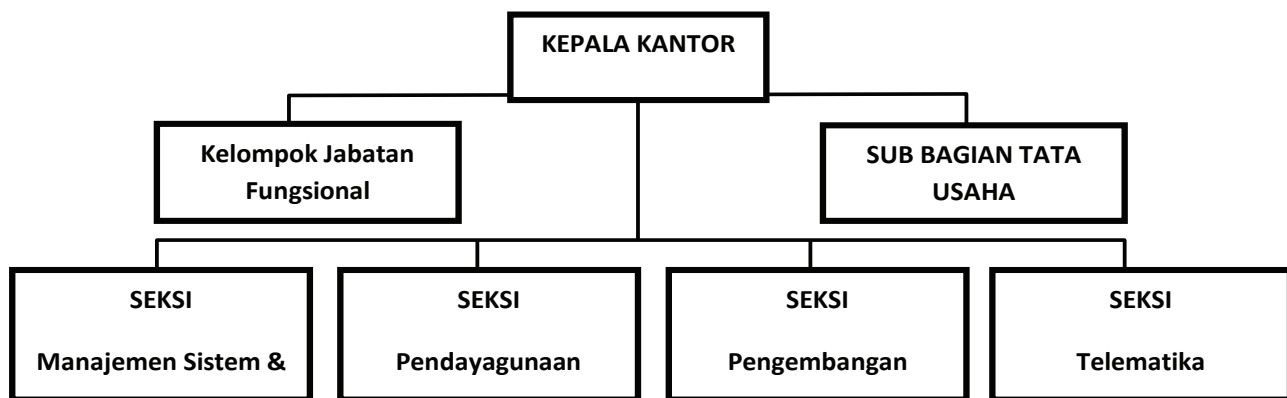 KEPALA KANTOR
Kelompok Jabatan
Fungsional
SUB BAGIAN TATA
USAHA
SEKSI
Manajemen Sistem &
SEKSI
Pendayagunaan
SEKSI
Pengembangan
SEKSI
Telematika